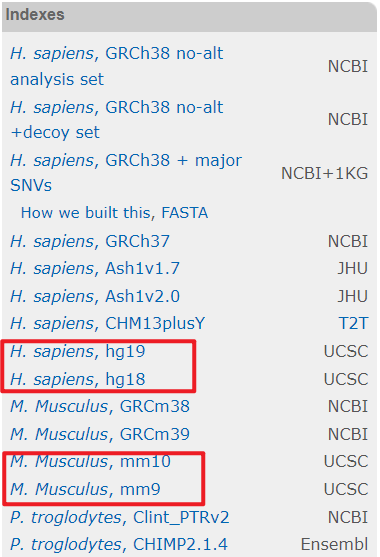 Indexes
H. sapiens, GRCh38 no-alt
analysis set NCBI
H. sapiens, GRCh38 no-alt
+decoy set NCBI
H. sapiens, GRCh38 + major
SNVs NCBI+1KG
How we built this, FASTA
H. sapiens, GRCh37 NCBI
H. sapiens, Ash1v1.7 JHU
H. sapiens, Ash1v2.0 JHU
H. sapiens, CHM13plusY T2T
H. sapiens, hg19 UCSC
H. sapiens, hg18 UCSC
M. Musculus, GRCm38 NCBI
M. Musculus, GRCm39 NCBI
M. Musculus, mm10 UCSC
M. Musculus, mm9 UCSC
P. troglodytes, Clint_PTRv2 NCBI
P. troglodytes, CHIMP2.1.4 Ensembl